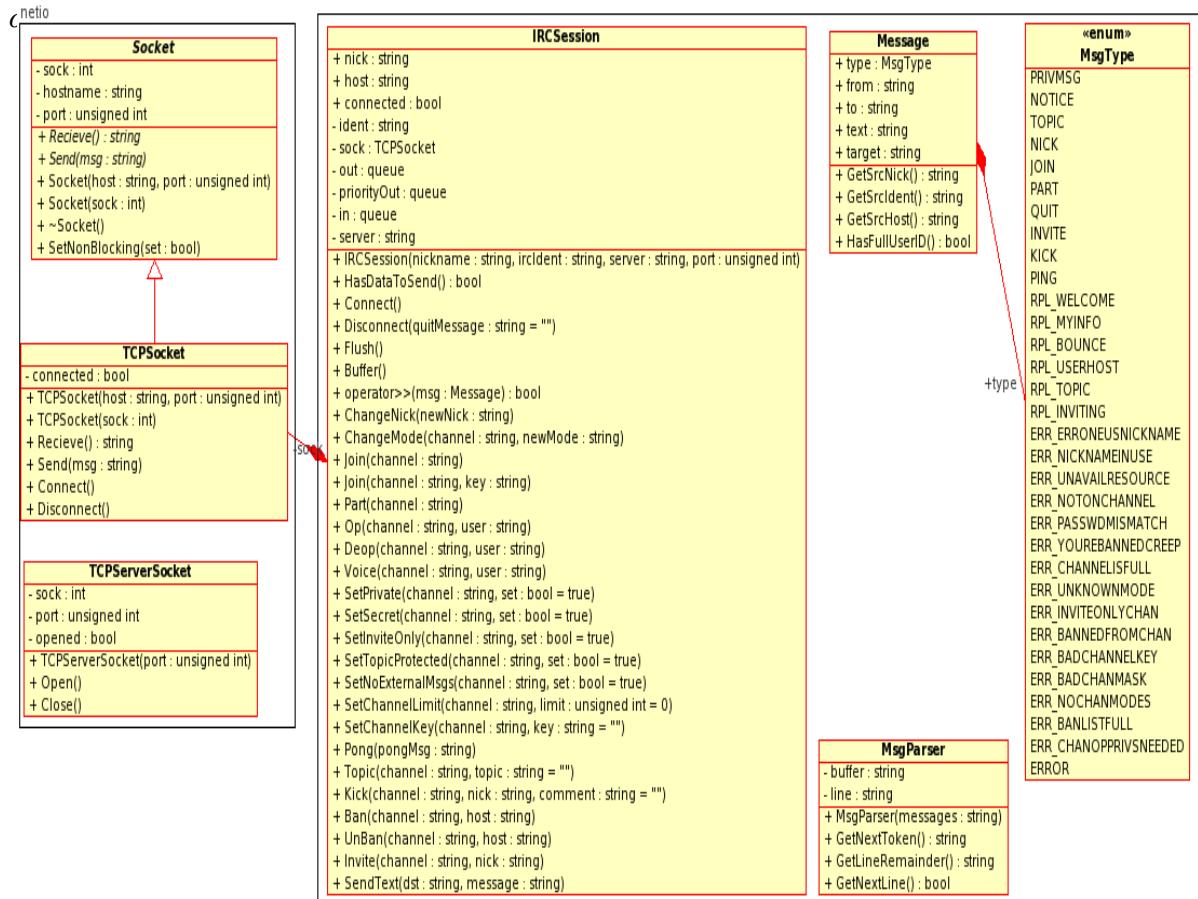 netio
Socket
- sock : int
- hostname : string
- port : unsigned int
+ Recieve() : string
+ Send(msg : string)
+ Socket(host : string, port : unsigned int)
+ Socket(sock : int)
+ ~Socket()
+ SetNonBlocking(set : bool)
TCPSocket
- connected : bool
+ TCPSocket(host : string, port : unsigned int)
+ TCPSocket(sock : int)
+ Recieve() : string
+ Send(msg : string)
+ Connect()
+ Disconnect()
-sock
TCPServerSocket
- sock : int
- port : unsigned int
- opened : bool
+ TCPServerSocket(port : unsigned int)
+ Open()
+ Close()
IRCSession
+ nick : string
+ host : string
+ connected : bool
- ident : string
- sock : TCPSocket
- out : queue
- priorityOut : queue
- in : queue
- server : string
+ IRCSession(nickname : string, ircIdent : string, server : string, port : unsigned int)
+ HasDataToSend() : bool
+ Connect()
+ Disconnect(quitMessage : string = "")
+ Flush()
+ Buffer()
+ operator>>(msg : Message) : bool
+ ChangeNick(newNick : string)
+ ChangeMode(channel : string, newMode : string)
+ Join(channel : string)
+ Join(channel : string, key : string)
+ Part(channel : string)
+ Op(channel : string, user : string)
+ Deop(channel : string, user : string)
+ Voice(channel : string, user : string)
+ SetPrivate(channel : string, set : bool = true)
+ SetSecret(channel : string, set : bool = true)
+ SetInviteOnly(channel : string, set : bool = true)
+ SetTopicProtected(channel : string, set : bool = true)
+ SetNoExternalMsgs(channel : string, set : bool = true)
+ SetChannelLimit(channel : string, limit : unsigned int = 0)
+ SetChannelKey(channel : string, key : string = "")
+ Pong(pongMsg : string)
+ Topic(channel : string, topic : string = "")
+ Kick(channel : string, nick : string, comment : string = "")
+ Ban(channel : string, host : string)
+ UnBan(channel : string, host : string)
+ Invite(channel : string, nick : string)
+ SendText(dst : string, message : string)
Message
+ type : MsgType
+ from : string
+ to : string
+ text : string
+ target : string
+ GetSrcNick() : string
+ GetSrcIdent() : string
+ GetSrcHost() : string
+ HasFullUserID() : bool
+type
MsgParser
- buffer : string
- line : string
+ MsgParser(messages : string)
+ GetNextToken() : string
+ GetLineRemainder() : string
+ GetNextLine() : bool
«enum»
MsgType
PRIVMSG
NOTICE
TOPIC
NICK
JOIN
PART
QUIT
INVITE
KICK
PING
RPL_WELCOME
RPL_MYINFO
RPL_BOUNCE
RPL_USERHOST
RPL_TOPIC
RPL_INVITING
ERR_ERRONEUSNICKNAME
ERR_NICKNAMEINUSE
ERR_UNAVAILRESOURCE
ERR_NOTONCHANNEL
ERR_PASSWDMISMATCH
ERR_YOUREBANNEDCREEP
ERR_CHANNELISFULL
ERR_UNKNOWNMODE
ERR_INVITEONLYCHAN
ERR_BANNEDFROMCHAN
ERR_BADCHANNELKEY
ERR_BADCHANMASK
ERR_NOCHANMODES
ERR_BANLISTFULL
ERR_CHANOPPRIVSNEEDED
ERROR